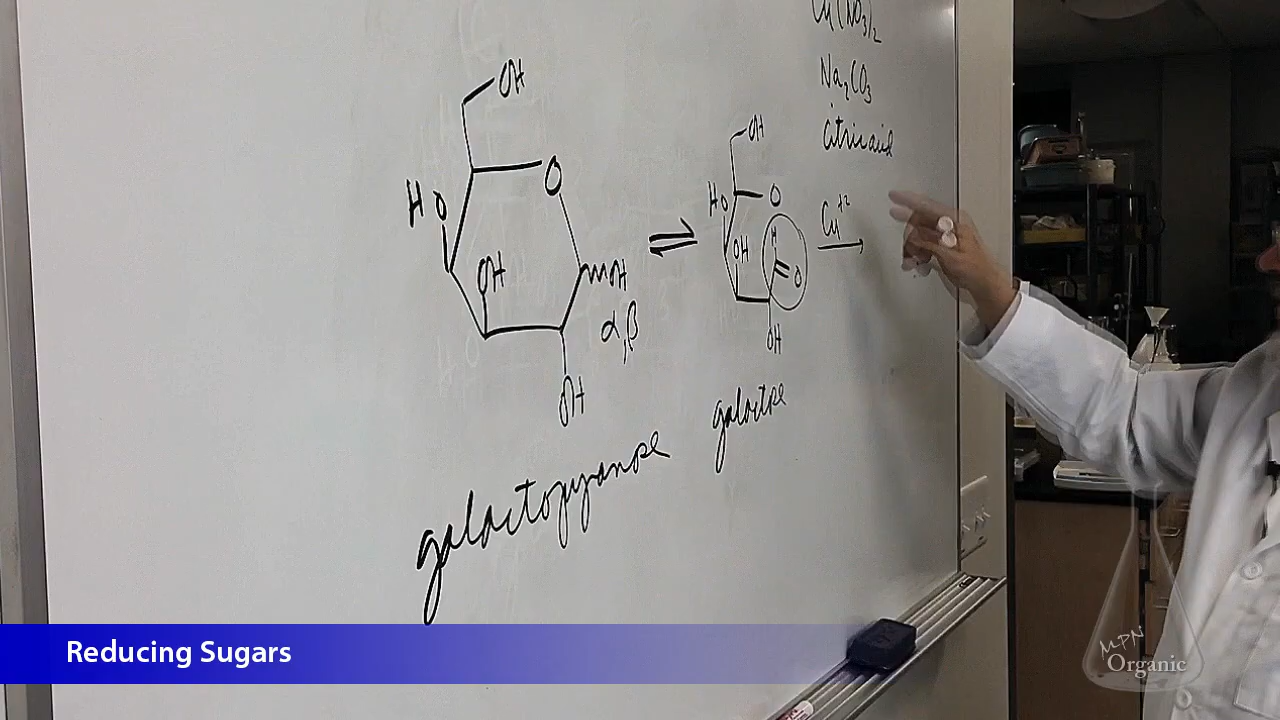 Cu(NO3)2
Na2CO3
citric acid
Cu+2
OH
O
HO
OH
OH
α,β
OH
galactopyranose
OH
HO
O
OH
H
O
OH
galactose
Reducing Sugars
MPN
Organic